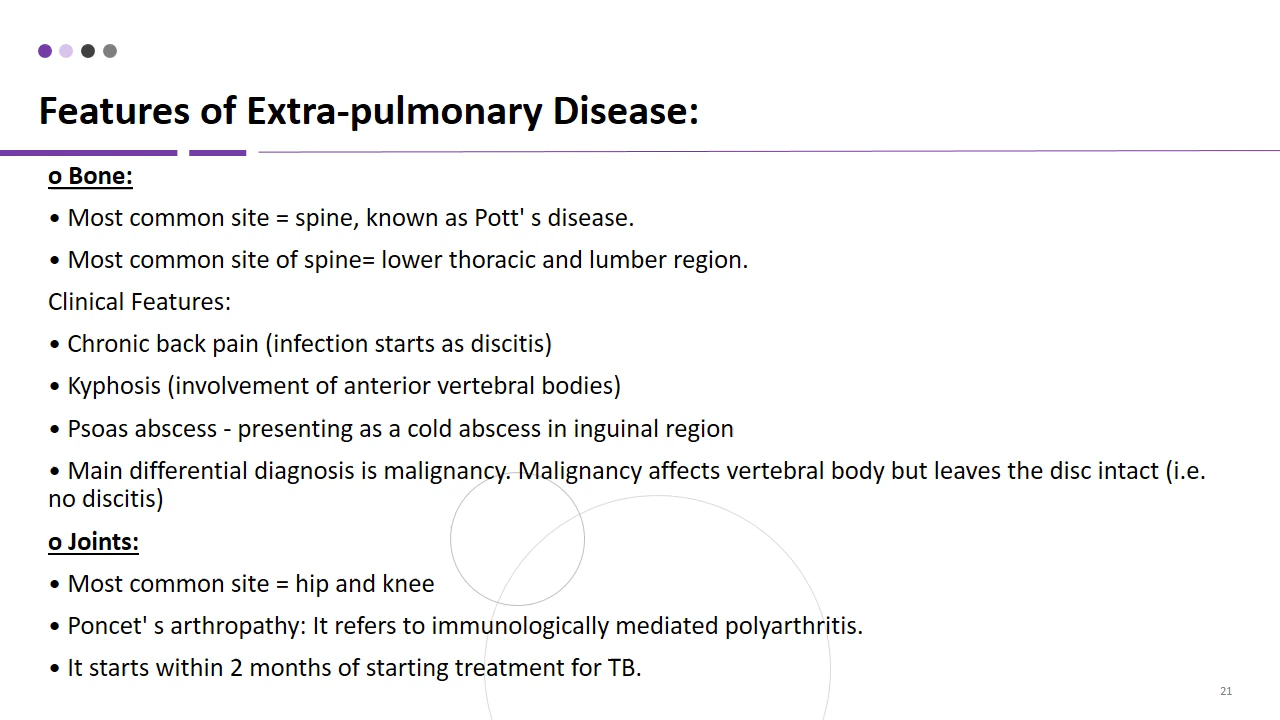 Features of Extra-pulmonary Disease:
o Bone:
• Most common site = spine, known as Pott' s disease.
• Most common site of spine= lower thoracic and lumber region.
Clinical Features:
• Chronic back pain (infection starts as discitis)
• Kyphosis (involvement of anterior vertebral bodies)
• Psoas abscess - presenting as a cold abscess in inguinal region
• Main differential diagnosis is malignancy. Malignancy affects vertebral body but leaves the disc intact (i.e.
no discitis)
o Joints:
• Most common site = hip and knee
• Poncet' s arthropathy: It refers to immunologically mediated polyarthritis.
• It starts within 2 months of starting treatment for TB.
21